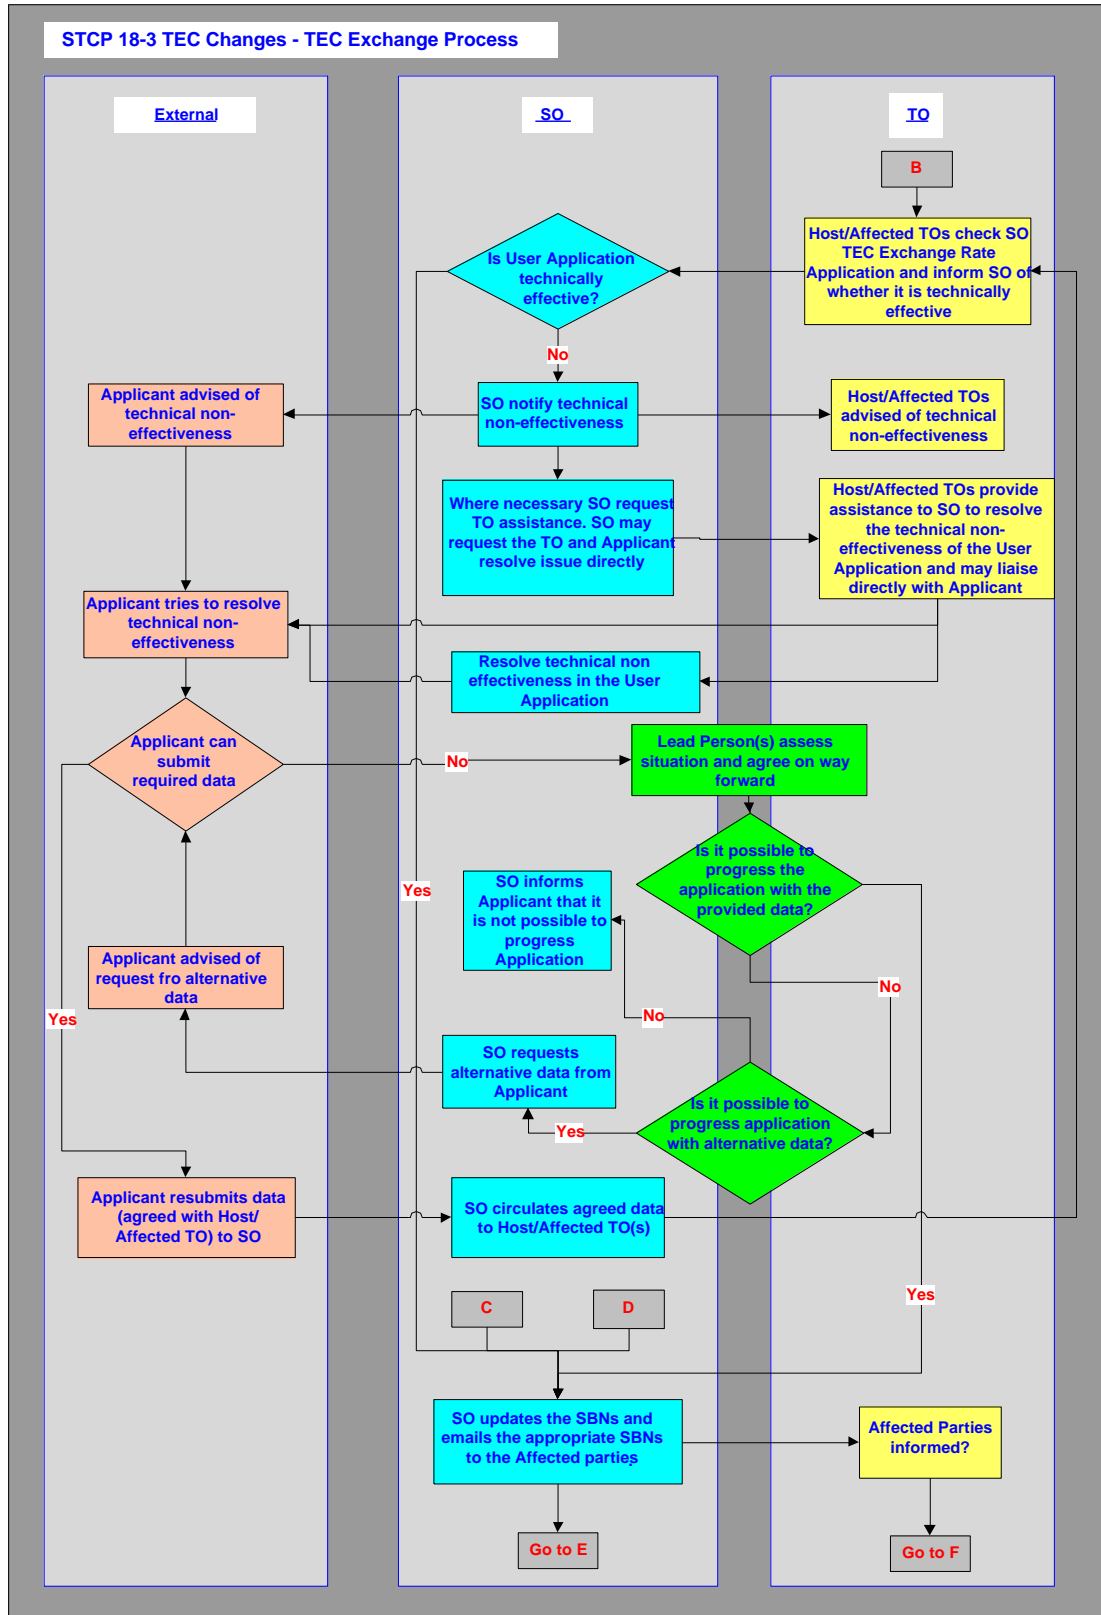 STCP 18-3 TEC Changes - TEC Exchange Process
External
SO
TO
B
Host/Affected TOs check SO
TEC Exchange Rate
Application and inform SO of
whether it is technically
effective
Is User Application
technically
effective?
No
Applicant advised of
technical non-
effectiveness
SO notify technical
non-effectiveness
Host/Affected TOs
advised of technical
non-effectiveness
Where necessary SO request
TO assistance. SO may
request the TO and Applicant
resolve issue directly
Host/Affected TOs provide
assistance to SO to resolve
the technical non-
effectiveness of the User
Application and may liaise
directly with Applicant
Applicant tries to resolve
technical non-
effectiveness
Resolve technical non
effectiveness in the User
Application
Applicant can
submit
required data
No
Lead Person(s) assess
situation and agree on way
forward
Is it possible to
progress the
application with the
provided data?
Yes
SO informs
Applicant that it
is not possible to
progress
Application
Applicant advised of
request fro alternative
data
No
No
Yes
SO requests
alternative data from
Applicant
Is it possible to
progress application
with alternative data?
Yes
Applicant resubmits data
(agreed with Host/
Affected TO) to SO
SO circulates agreed data
to Host/Affected TO(s)
Yes
C
D
SO updates the SBNs and
emails the appropriate SBNs
to the Affected parties
Affected Parties
informed?
Go to E
Go to F